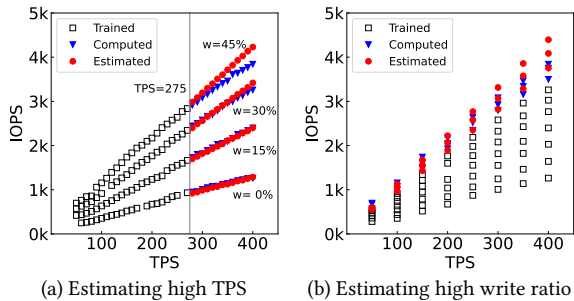 5k
4k
3k
2k
1k
0k
IOPS
Trained
Computed
Estimated
TPS=275
w=45%
w=30%
w=15%
w= 0%
100 200 300 400
TPS
(a) Estimating high TPS
5k
4k
3k
2k
1k
0k
IOPS
Trained
Computed
Estimated
100 200 300 400
TPS
(b) Estimating high write ratio